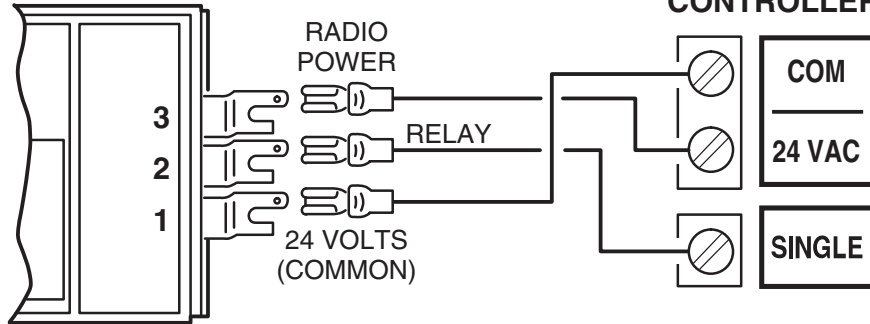 CONTROLLER
RADIO
POWER
3
COM
RELAY
2
24 VAC
1
24 VOLTS
(COMMON)
SINGLE